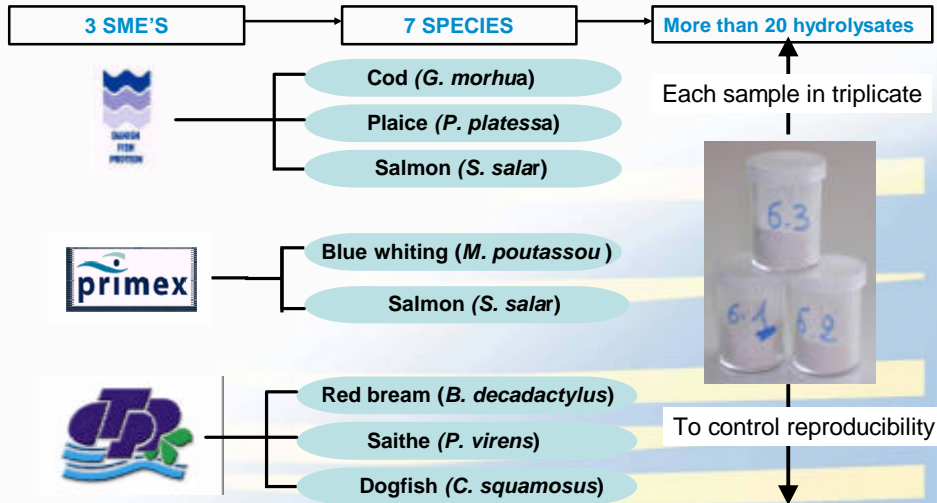 3 SME'S
7 SPECIES
More than 20 hydrolysates
DANISH
FISH
PROTEIN
Cod (G. morhua)
Plaice (P. platessa)
Salmon (S. salar)
Each sample in triplicate
6.3
6.1
6.2
primex
Blue whiting (M. poutassou )
Salmon (S. salar)
CTP
Red bream (B. decadactylus)
Saithe (P. virens)
Dogfish (C. squamosus)
To control reproducibility